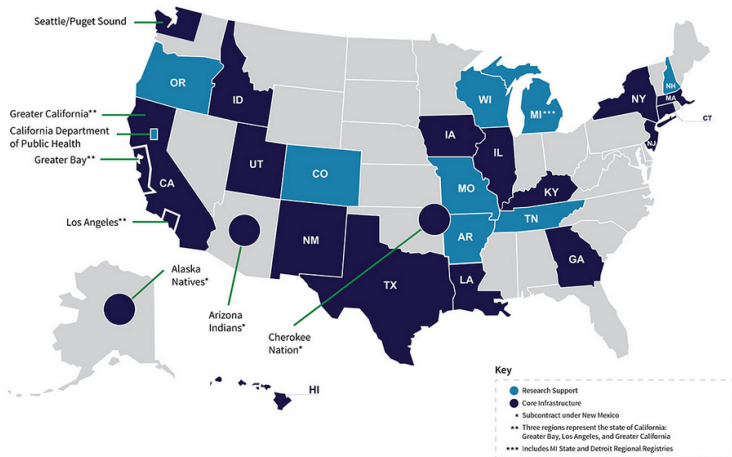 Seattle/Puget Sound
OR
ID
WI
MI***
NY
NH
MA
CT
NJ
Greater California**
California Department
of Public Health
Greater Bay**
CA
UT
CO
IA
IL
MO
KY
TN
Los Angeles**
NM
AR
GA
TX
LA
Alaska
Natives*
Arizona
Indians*
Cherokee
Nation*
HI
Key
Research Support
Core Infrastructure
* Subcontract under New Mexico
** Three regions represent the state of California:
Greater Bay, Los Angeles, and Greater California
*** Includes MI State and Detroit Regional Registries